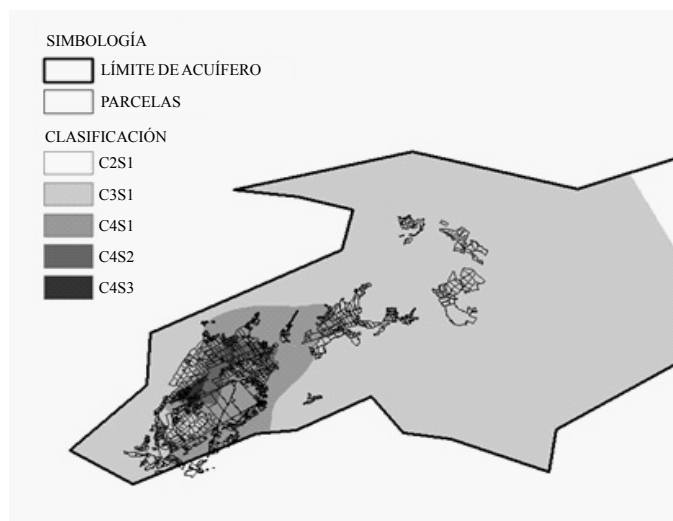 SIMBOLOGÍA
LÍMITE DE ACUÍFERO
PARCELAS
CLASIFICACIÓN
C2S1
C3S1
C4S1
C4S2
C4S3